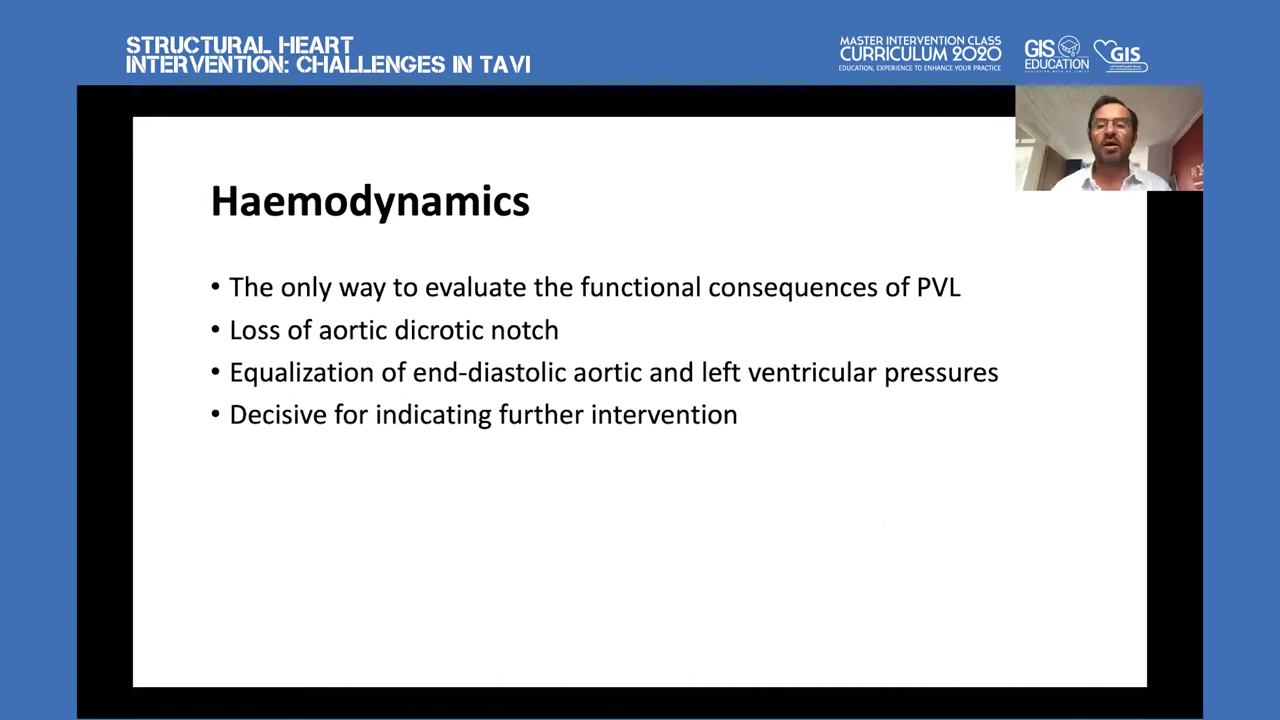 STRUCTURAL HEART
INTERVENTION: CHALLENGES IN TAVI
MASTER INTERVENTION CLASS
CURRICULUM 2020
EDUCATION, EXPERIENCE TO ENHANCE YOUR PRACTICE
GIS
EDUCATION
GIS
Haemodynamics
• The only way to evaluate the functional consequences of PVL
• Loss of aortic dicrotic notch
• Equalization of end-diastolic aortic and left ventricular pressures
• Decisive for indicating further intervention